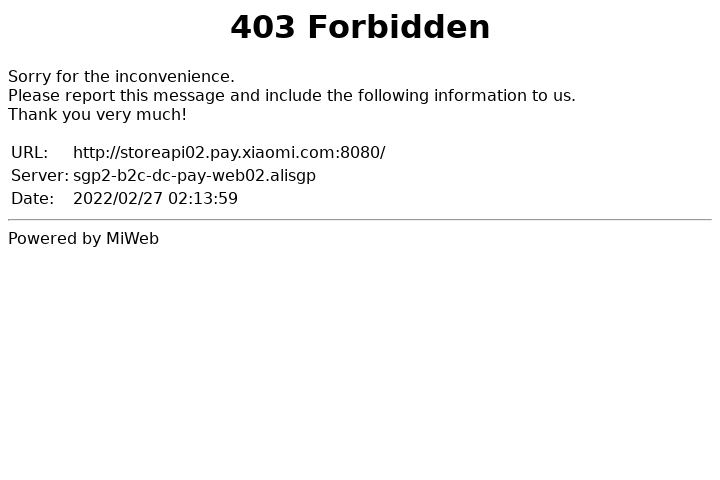 403 Forbidden
Sorry for the inconvenience.
Please report this message and include the following information to us.
Thank you very much!
URL: http://storeapi02.pay.xiaomi.com:8080/
Server: sgp2-b2c-dc-pay-web02.alisgp
Date: 2022/02/27 02:13:59
Powered by MiWeb